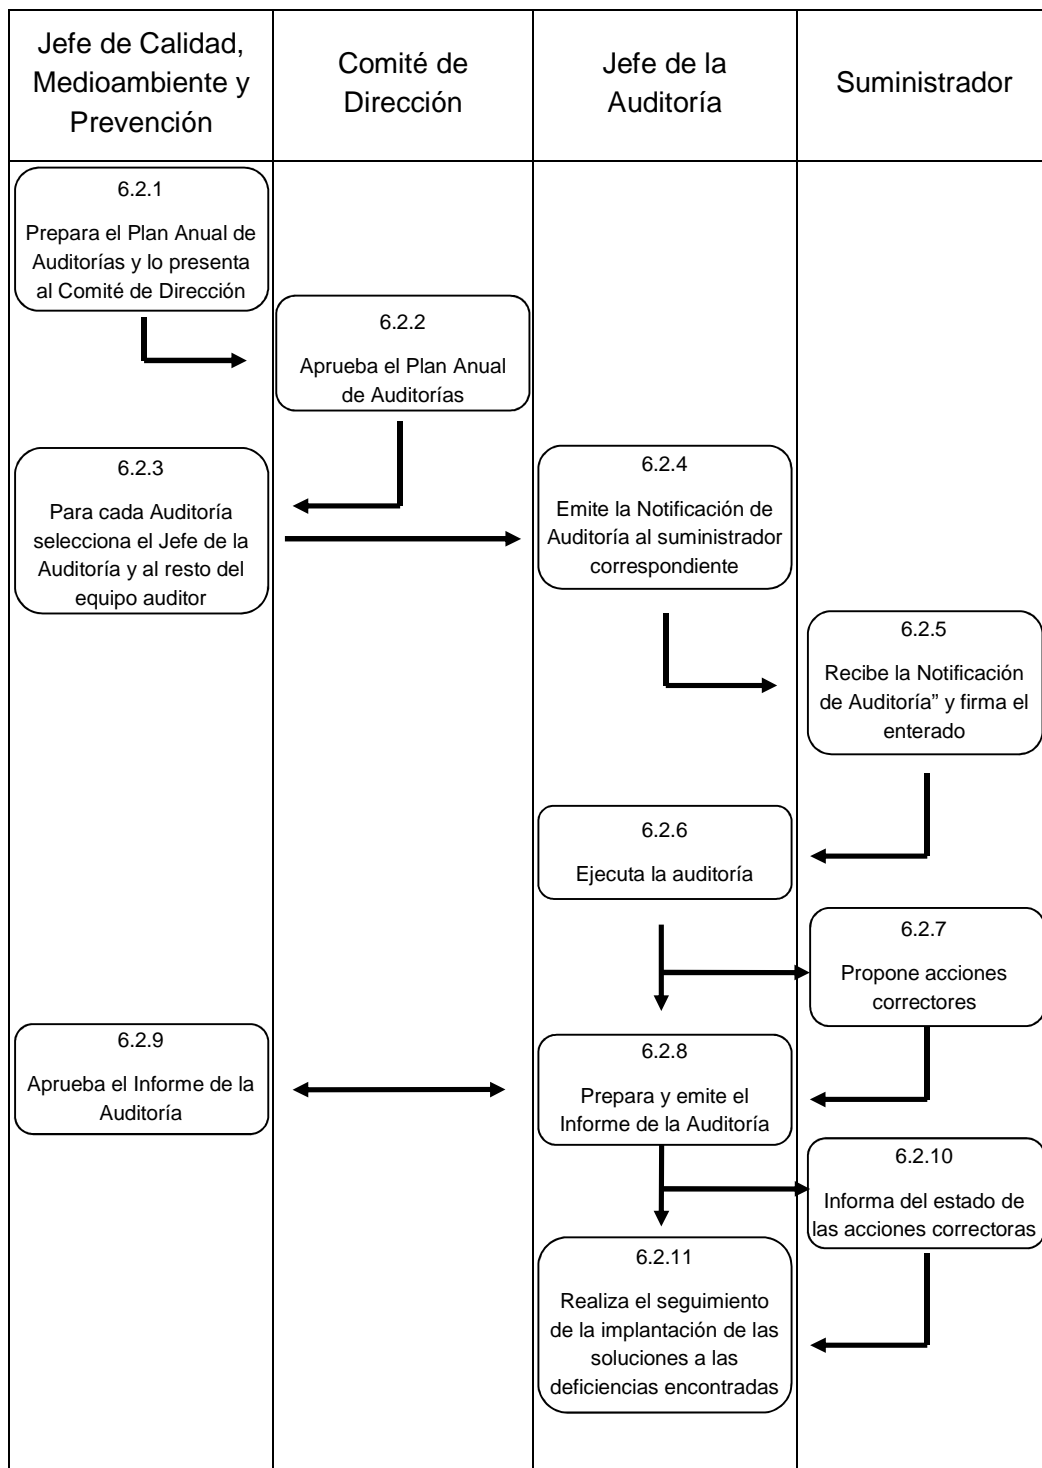 Jefe de Calidad,
Medioambiente y
Prevención
Comité de
Dirección
Jefe de la
Auditoría
Suministrador
6.2.1
Prepara el Plan Anual de
Auditorías y lo presenta
al Comité de Dirección
6.2.2
Aprueba el Plan Anual
de Auditorías
6.2.3
Para cada Auditoría
selecciona el Jefe de la
Auditoría y al resto del
equipo auditor
6.2.4
Emite la Notificación de
Auditoría al suministrador
correspondiente
6.2.5
Recibe la Notificación
de Auditoría” y firma el
enterado
6.2.6
Ejecuta la auditoría
6.2.7
Propone acciones
correctores
6.2.8
Prepara y emite el
Informe de la Auditoría
6.2.9
Aprueba el Informe de la
Auditoría
6.2.10
Informa del estado de
las acciones correctoras
6.2.11
Realiza el seguimiento
de la implantación de las
soluciones a las
deficiencias encontradas